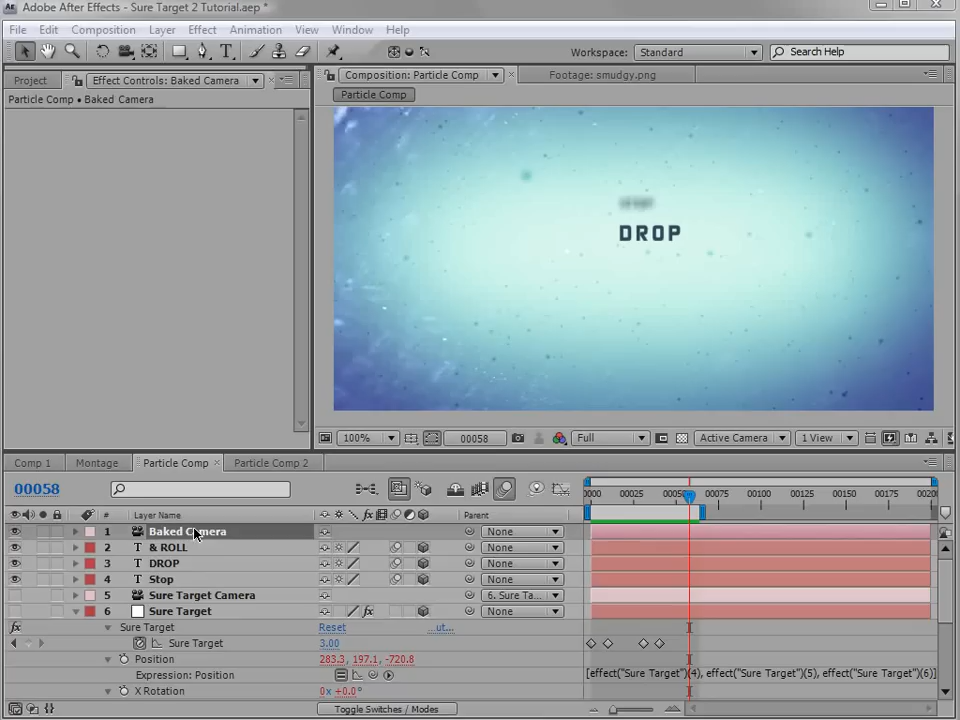 Adobe After Effects - Sure Target 2 Tutorial.aep *
File Edit Composition Layer Effect Animation View Window Help
Workspace: Standard Search Help
Project Effect Controls: Baked Camera Composition: Particle Comp Footage: smudgy.png
Particle Comp • Baked Camera Particle Comp
DROP
100% 00058 Full Active Camera 1 View
Comp 1 Montage Particle Comp Particle Comp 2
00058
0000 00025 00050 00075 00100 00125 00150 00175 0020
# Layer Name Parent
1 Baked Camera None
2 T & ROLL None
3 T DROP None
4 T Stop None
5 Sure Target Camera 6. Sure Ta...
6 Sure Target None
fx Sure Target Reset ...ut...
Sure Target 3.00
Position 283.3, 197.1, -720.8
Expression: Position [effect("Sure Target")(4), effect("Sure Target")(5), effect("Sure Target")(6)]
X Rotation 0x +0.0°
Toggle Switches / Modes